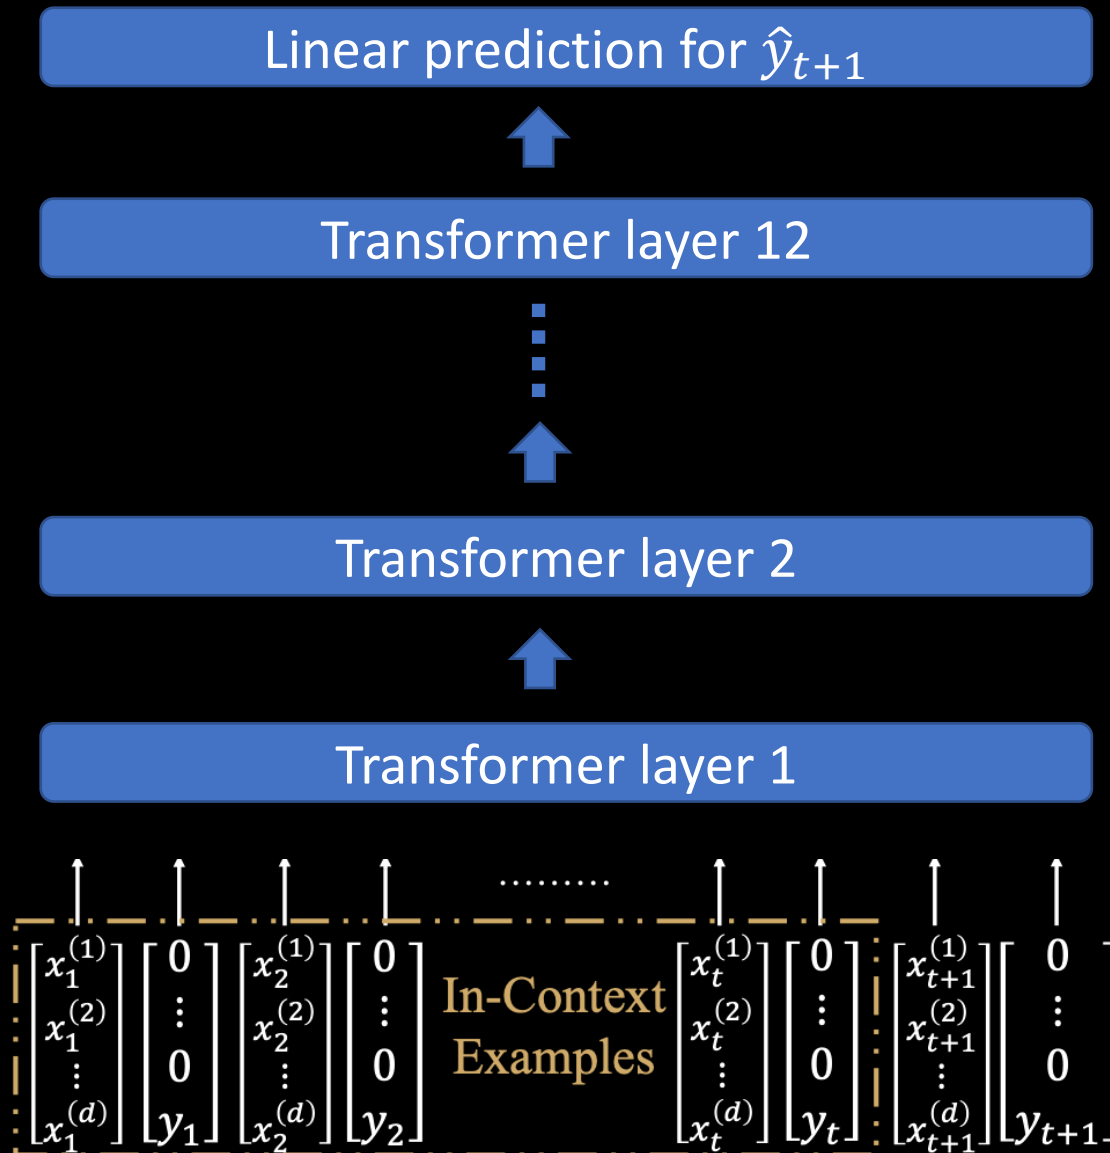 Linear prediction for ŷ_{t+1}
Transformer layer 12
Transformer layer 2
Transformer layer 1
.........
x_1^{(1)} 0 x_2^{(1)} 0 x_t^{(1)} 0 x_{t+1}^{(1)} 0
In-Context
x_1^{(2)} ⋮ x_2^{(2)} ⋮ x_t^{(2)} ⋮ x_{t+1}^{(2)} ⋮
Examples
⋮ 0 ⋮ 0 ⋮ 0 ⋮ 0
x_1^{(d)} y_1 x_2^{(d)} y_2 x_t^{(d)} y_t x_{t+1}^{(d)} y_{t+1}